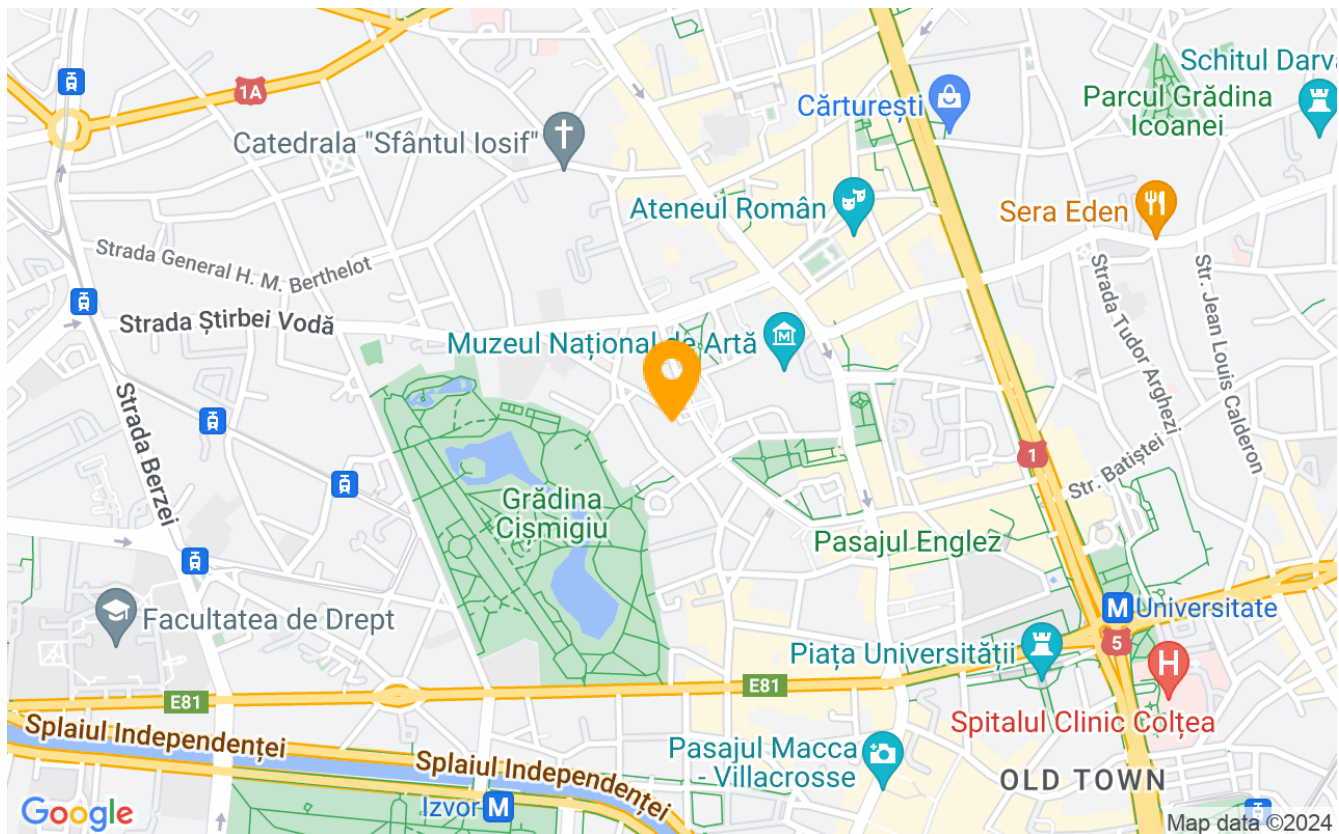 Schitul Darva
1A
Cărturești
Parcul Grădina
Icoanei
Catedrala "Sfântul Iosif"
Ateneul Român
Sera Eden
Strada General H. M. Berthelot
Strada Știrbei Vodă
Muzeul Național de Artă
Strada Tudor Arghezi
Str. Jean Louis Calderon
Strada Berzei
1
Str. Batiștei
Grădina
Cișmigiu
Pasajul Englez
Facultatea de Drept
M Universitate
5
Piața Universității
H
E81
E81
Spitalul Clinic Colțea
Splaiul Independenței
Splaiul Independenței
Pasajul Macca
- Villacrosse
OLD TOWN
Izvor M
Google
Map data ©2024